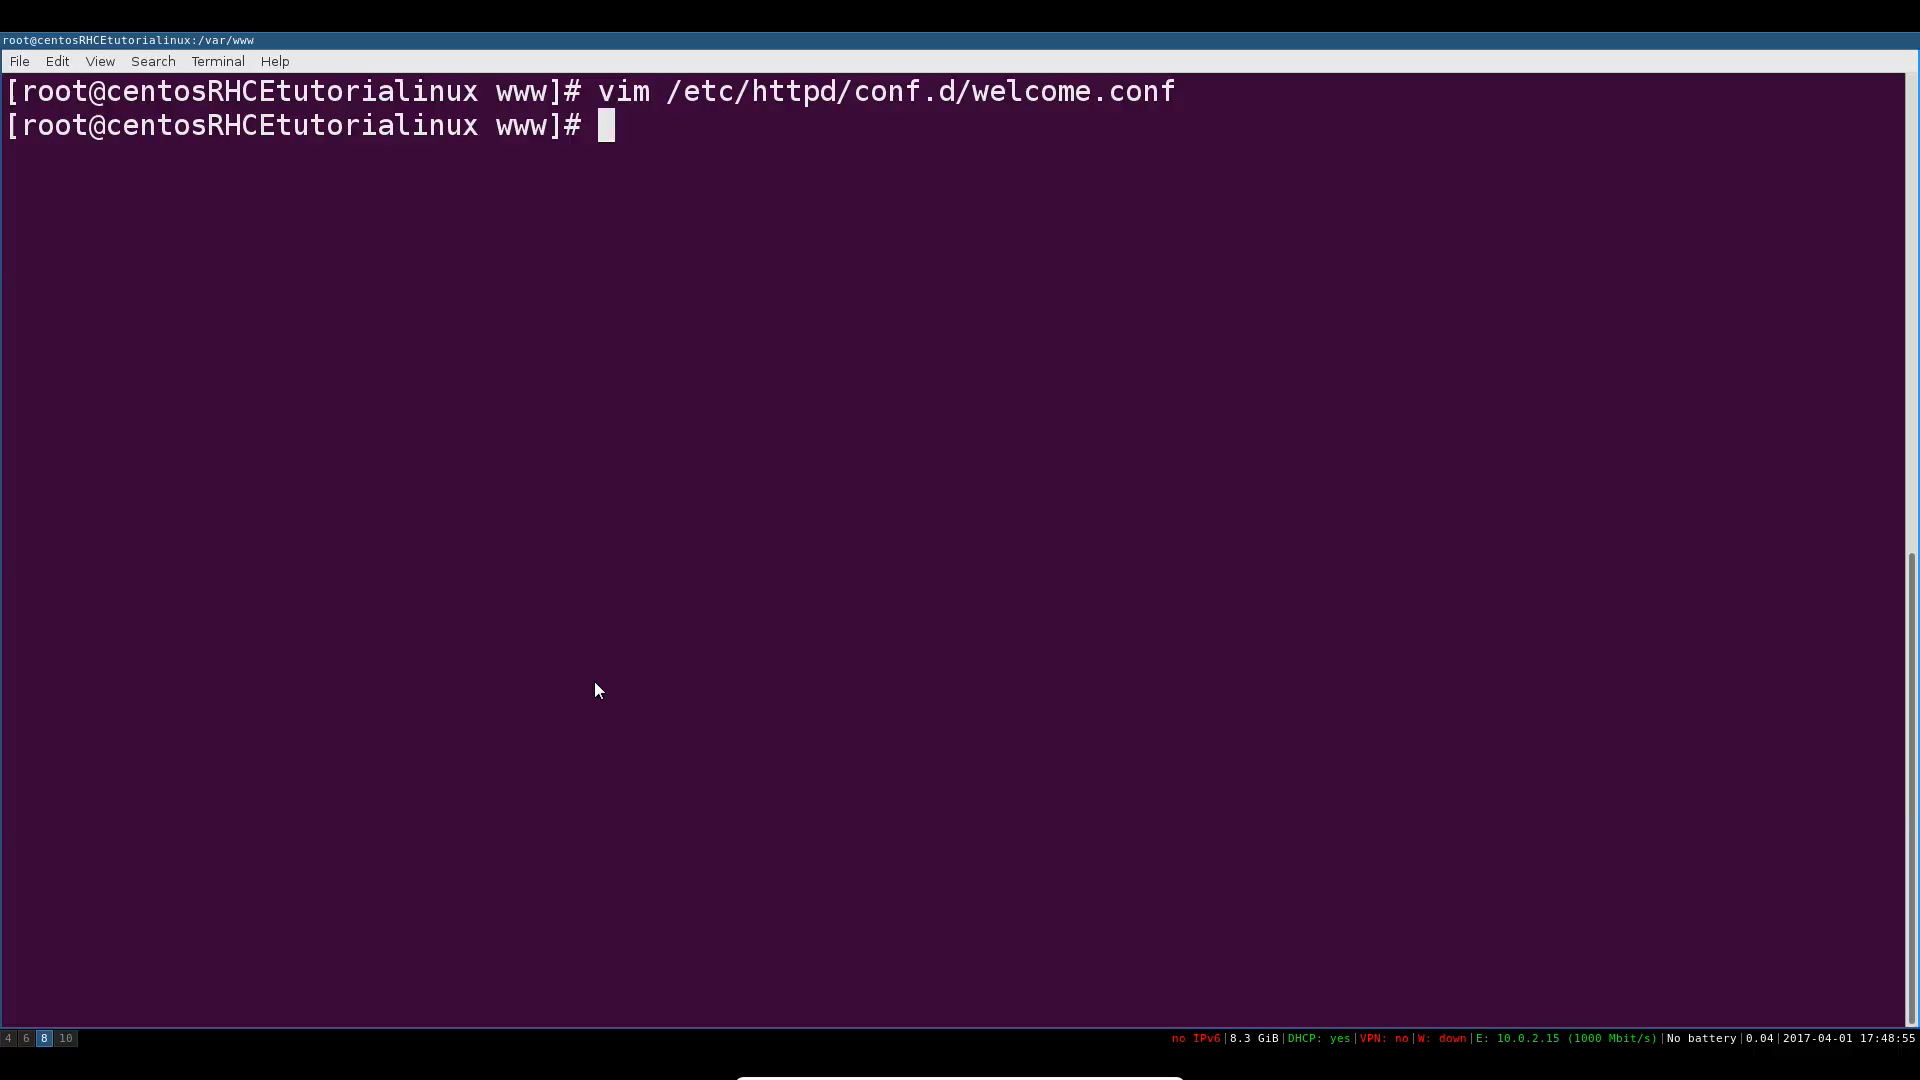 root@centosRHCEtutorialinux:/var/www
File Edit View Search Terminal Help
[root@centosRHCEtutorialinux www]# vim /etc/httpd/conf.d/welcome.conf
[root@centosRHCEtutorialinux www]#
4 6 8 10 no IPv6|8.3 GiB|DHCP: yes|VPN: no|W: down|E: 10.0.2.15 (1000 Mbit/s)|No battery|0.04|2017-04-01 17:48:55